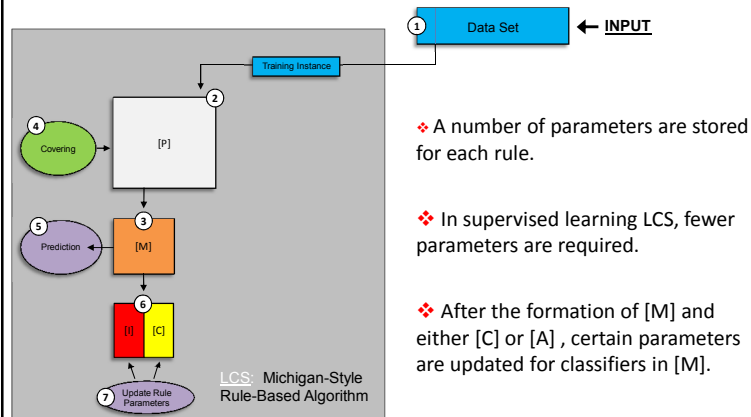 1
Data Set
INPUT
Training Instance
2
[P]
4
Covering
3
[M]
5
Prediction
6
[I]
[C]
7
Update Rule
Parameters
LCS: Michigan-Style
Rule-Based Algorithm
A number of parameters are stored
for each rule.
In supervised learning LCS, fewer
parameters are required.
After the formation of [M] and
either [C] or [A] , certain parameters
are updated for classifiers in [M].